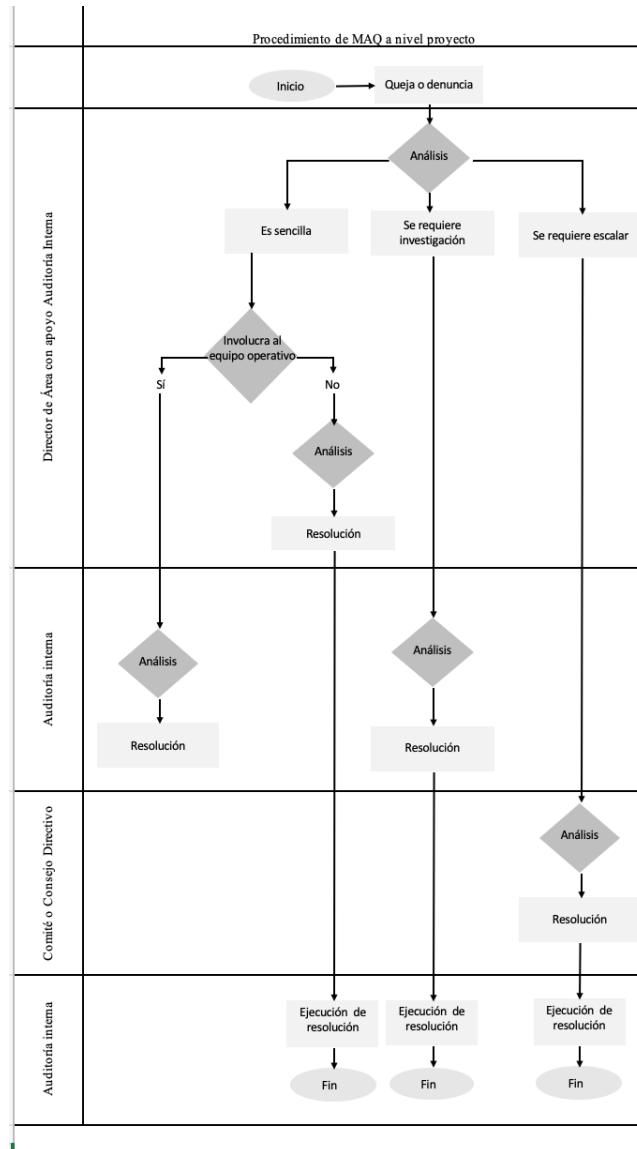 Procedimiento de MAQ a nivel proyecto
Inicio
Queja o denuncia
Director de Área con apoyo Auditoría Interna
Análisis
Es sencilla
Se requiere
investigación
Se requiere escalar
Involucra al
equipo operativo
Sí
No
Análisis
Resolución
Auditoría interna
Análisis
Resolución
Análisis
Resolución
Comité o Consejo Directivo
Análisis
Resolución
Auditoría interna
Ejecución de
resolución
Ejecución de
resolución
Ejecución de
resolución
Fin
Fin
Fin